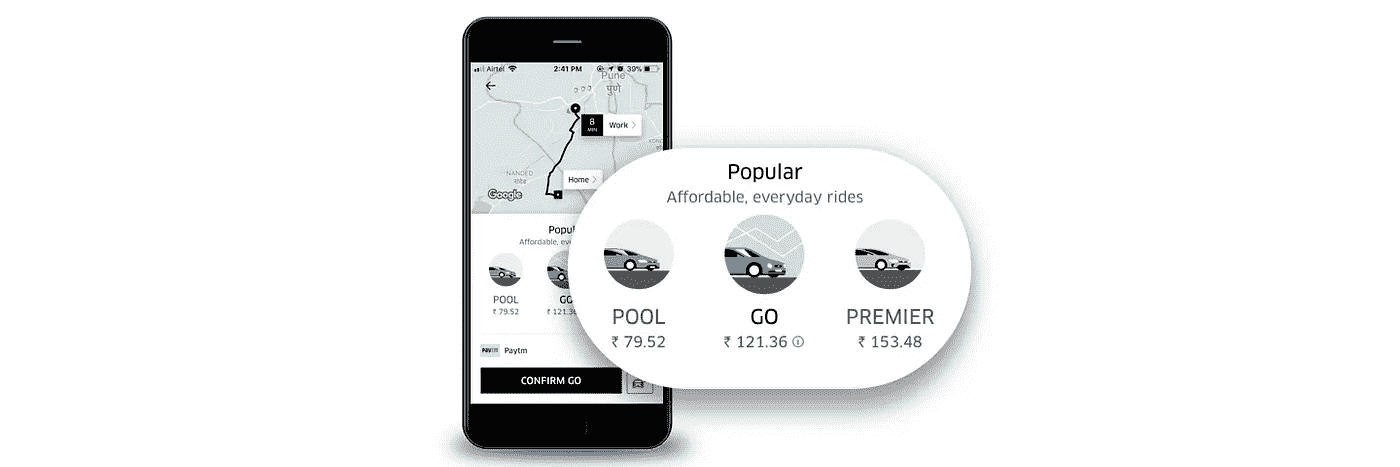 Airtel 2:41 PM 39%
Pune
पुणे
8
MIN
Work
NANDED
नांदेड
Home
Google
Popul
Affordable, eve
POOL
GO
₹ 79.52
₹ 121.36
Paytm
Paytm
CONFIRM GO
Popular
Affordable, everyday rides
POOL
GO
PREMIER
₹ 79.52
₹ 121.36
₹ 153.48